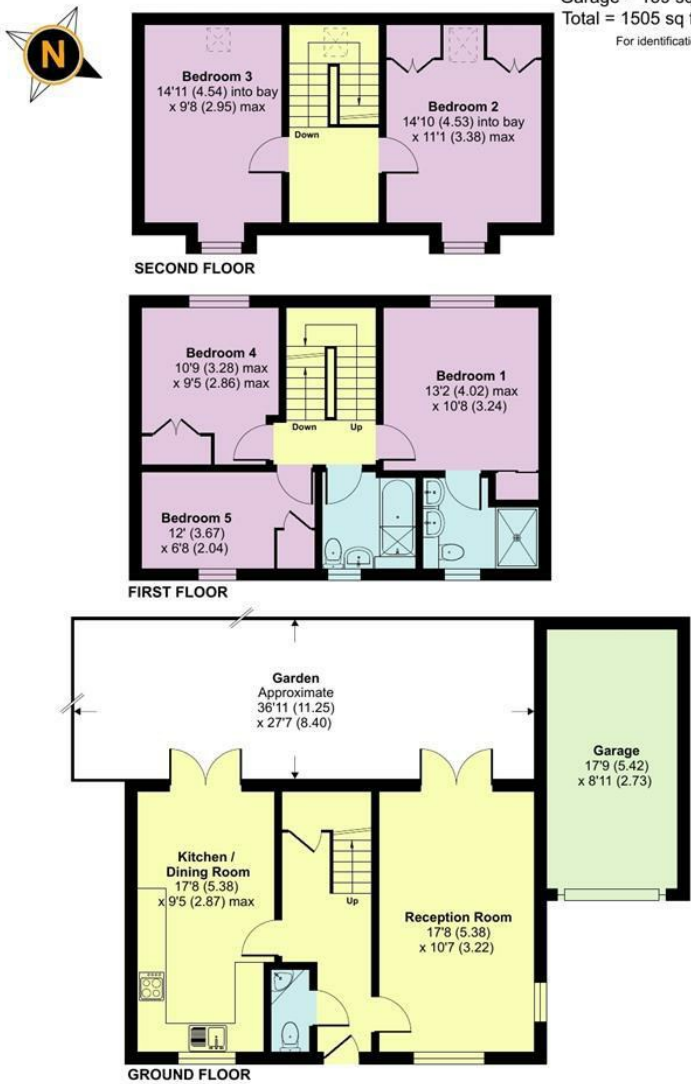 Total = 1505 sq
For
N
Bedroom 3
14'11 (4.54) into bay
x 9'8 (2.95) max
Down
Bedroom 2
14'10 (4.53) into bay
x 11'1 (3.38) max
SECOND FLOOR
Bedroom 4
10'9 (3.28) max
x 9'5 (2.86) max
Down
Up
Bedroom 1
13'2 (4.02) max
x 10'8 (3.24)
Bedroom 5
12' (3.67)
x 6'8 (2.04)
FIRST FLOOR
Garden
Approximate
36'11 (11.25)
x 27'7 (8.40)
Garage
17'9 (5.42)
x 8'11 (2.73)
Kitchen /
Dining Room
17'8 (5.38)
x 9'5 (2.87) max
Up
Reception Room
17'8 (5.38)
x 10'7 (3.22)
GROUND FLOOR